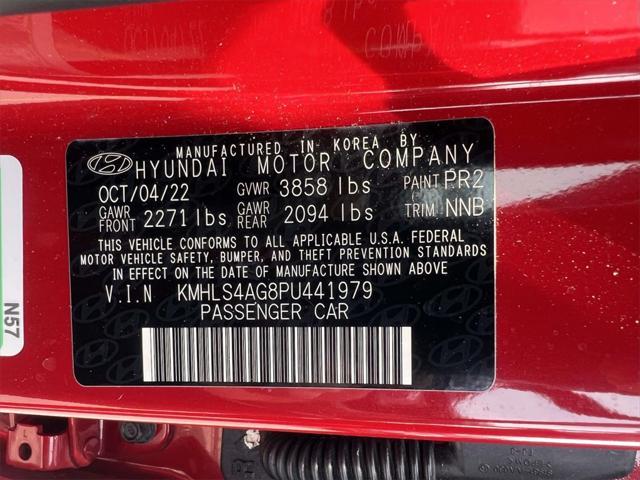 MANUFACTURED IN KOREA BY
HYUNDAI MOTOR COMPANY
OCT/04/22 GVWR 3858 lbs PAINT PR2
GAWR FRONT 2271 lbs GAWR REAR 2094 lbs TRIM NNB
THIS VEHICLE CONFORMS TO ALL APPLICABLE U.S.A. FEDERAL
MOTOR VEHICLE SAFETY, BUMPER, AND THEFT PREVENTION STANDARDS
IN EFFECT ON THE DATE OF MANUFACTURE SHOWN ABOVE.
V.I.N KMHLS4AG8PU441979
PASSENGER CAR
N57